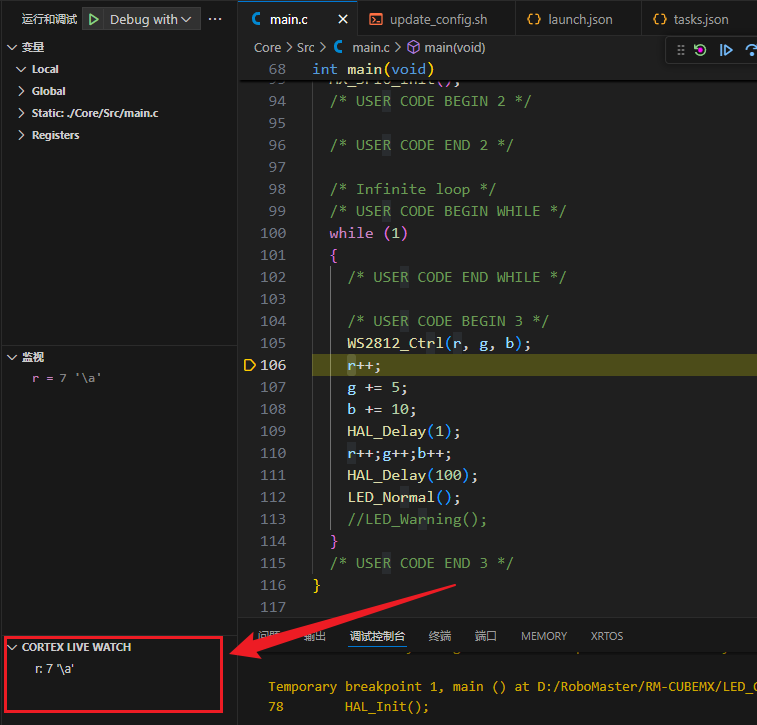 运行和调试 Debug with
main.c update_config.sh launch.json tasks.json
Core > Src > main.c > main(void)
变量
Local
Global
Static: ./Core/Src/main.c
Registers
监视
r = 7 '\a'
CORTEX LIVE WATCH
r: 7 '\a'
68 int main(void)
94 /* USER CODE BEGIN 2 */
95
96 /* USER CODE END 2 */
97
98 /* Infinite loop */
99 /* USER CODE BEGIN WHILE */
100 while (1)
101 {
102 /* USER CODE END WHILE */
103
104 /* USER CODE BEGIN 3 */
105 WS2812_Ctrl(r, g, b);
106 r++;
107 g += 5;
108 b += 10;
109 HAL_Delay(1);
110 r++;g++;b++;
111 HAL_Delay(100);
112 LED_Normal();
113 //LED_Warning();
114 }
115 /* USER CODE END 3 */
116 }
117
问题 输出 调试控制台 终端 端口 MEMORY XRTOS
Temporary breakpoint 1, main () at D:/RoboMaster/RM-CUBEMX/LED_
78 HAL_Init();